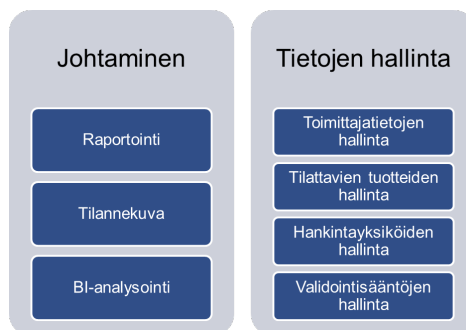 Johtaminen
Raportointi
Tilannekuva
BI-analysointi
Tietojen hallinta
Toimittajatietojen
hallinta
Tilattavien tuotteiden
hallinta
Hankintayksiköiden
hallinta
Validointisääntöjen
hallinta